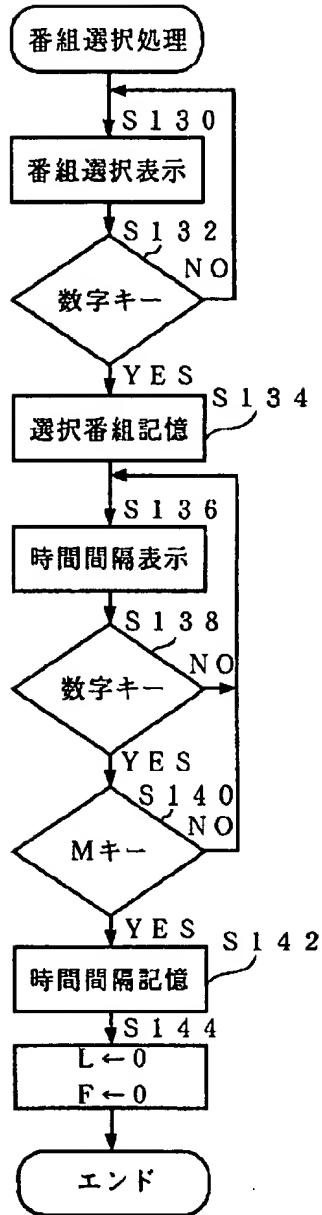 番組選択処理
S130
番組選択表示
S132
NO
数字キー
YES
S134
選択番組記憶
S136
時間間隔表示
S138
NO
数字キー
YES
S140
NO
Mキー
YES
S142
時間間隔記憶
S144
L←0
F←0
エンド